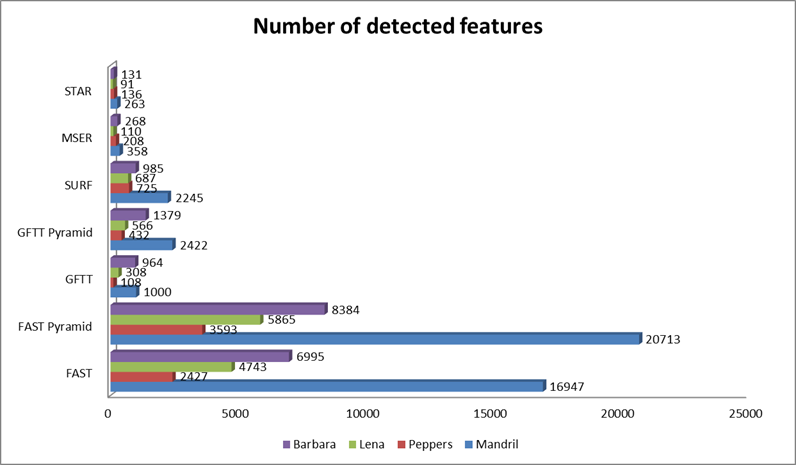 Number of detected features
STAR
131
91
136
263
MSER
268
110
208
358
SURF
985
687
725
2245
GFTT Pyramid
1379
566
432
2422
GFTT
964
308
108
1000
FAST Pyramid
8384
5865
3593
20713
FAST
6995
4743
2427
16947
0 5000 10000 15000 20000 25000
Barbara Lena Peppers Mandril